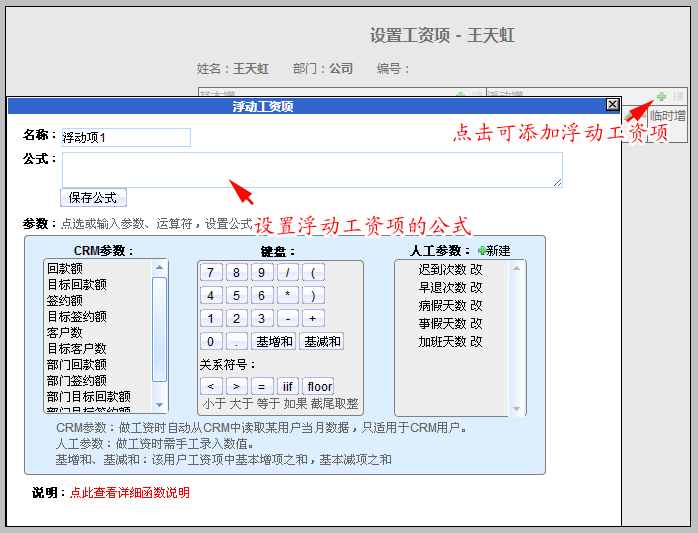 设置工资项 - 王天虹
姓名：王天虹 部门：公司 编号：
基本增 浮动增
浮动工资项
临时增
点击可添加浮动工资项
名称： 浮动项1
公式：
保存公式
设置浮动工资项的公式
参数：点选或输入参数、运算符，设置公式
CRM参数：
回款额
目标回款额
签约额
目标签约额
客户数
目标客户数
部门回款额
部门签约额
部门目标回款额
部门目标签约额
键盘：
7 8 9 / (
4 5 6 * )
1 2 3 - +
0 . 基增和 基减和
关系符号：
< > = iif floor
小于 大于 等于 如果 截尾取整
人工参数： 新建
迟到次数 改
早退次数 改
病假天数 改
事假天数 改
加班天数 改
CRM参数：做工资时自动从CRM中读取某用户当月数据，只适用于CRM用户。
人工参数：做工资时需手工录入数值。
基增和、基减和：该用户工资项中基本增项之和，基本减项之和
说明：点此查看详细函数说明